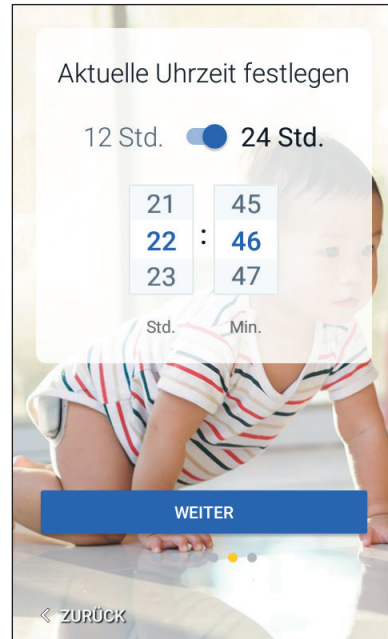 Aktuelle Uhrzeit festlegen
12 Std. 24 Std.
21 45
22 : 46
23 47
Std. Min.
WEITER
ZURÜCK